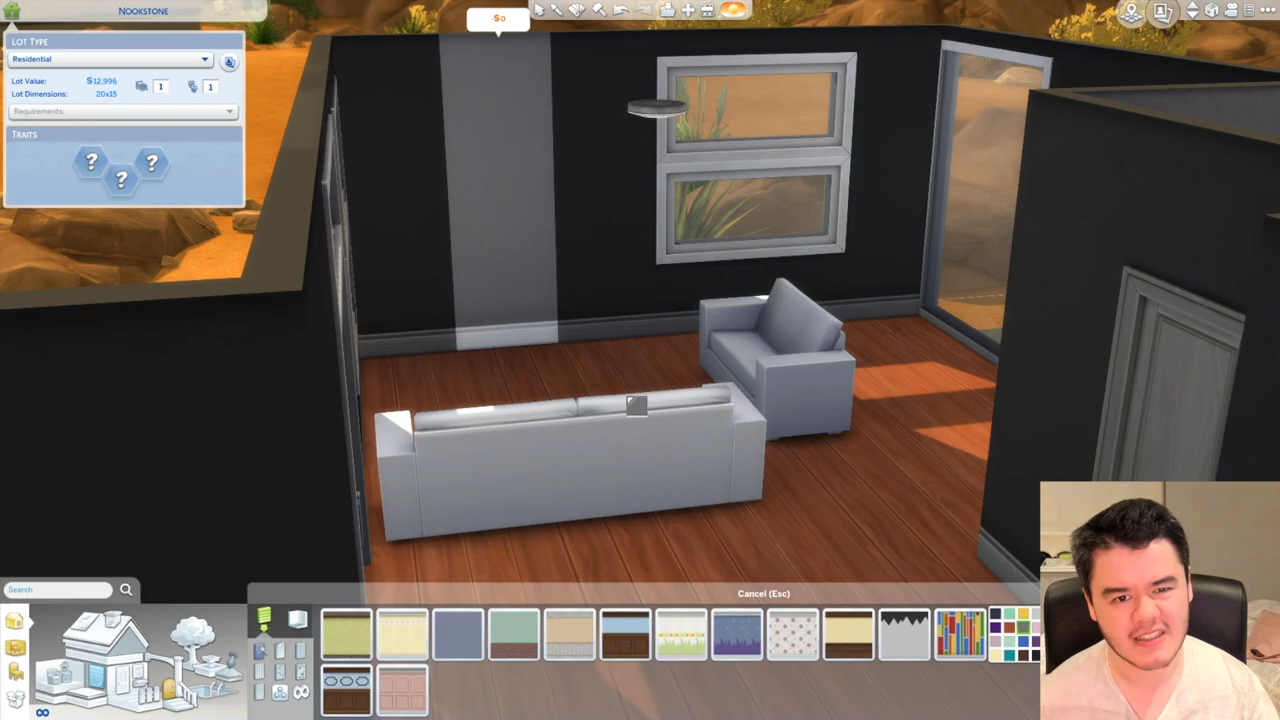 NOOKSTONE
LOT TYPE
Residential
Lot Value: §12,996 1 1
Lot Dimensions: 20x15
Requirements:
TRAITS
? ? ?
§0
Search
Cancel (Esc)